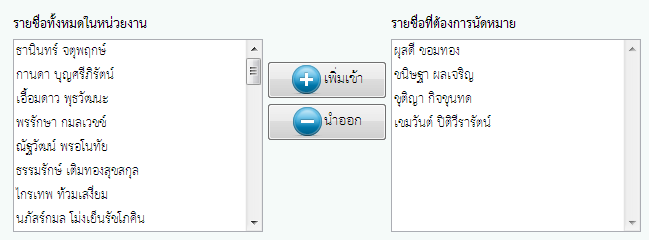 รายชื่อทั้งหมดในหน่วยงาน
ธานินทร์ จตุพฤกษ์
กานดา บุญศรีภิรัตน์
เอื้อมดาว พุธวัฒนะ
พรรักษา กมลเวชช์
ณัฐวัฒน์ พรอโนทัย
ธรรมรักษ์ เติมทองสุขสกุล
ไกรเทพ ท้วมเสงี่ยม
นภัสร์กมล โม่งเย็นรัชโภคิน
เพิ่มเข้า
นำออก
รายชื่อที่ต้องการนัดหมาย
ผุสดี ขอมทอง
ชนิษฐา ผลเจริญ
ชุติญา กิจขุนทด
เขมวันต์ ปิติวีรารัตน์